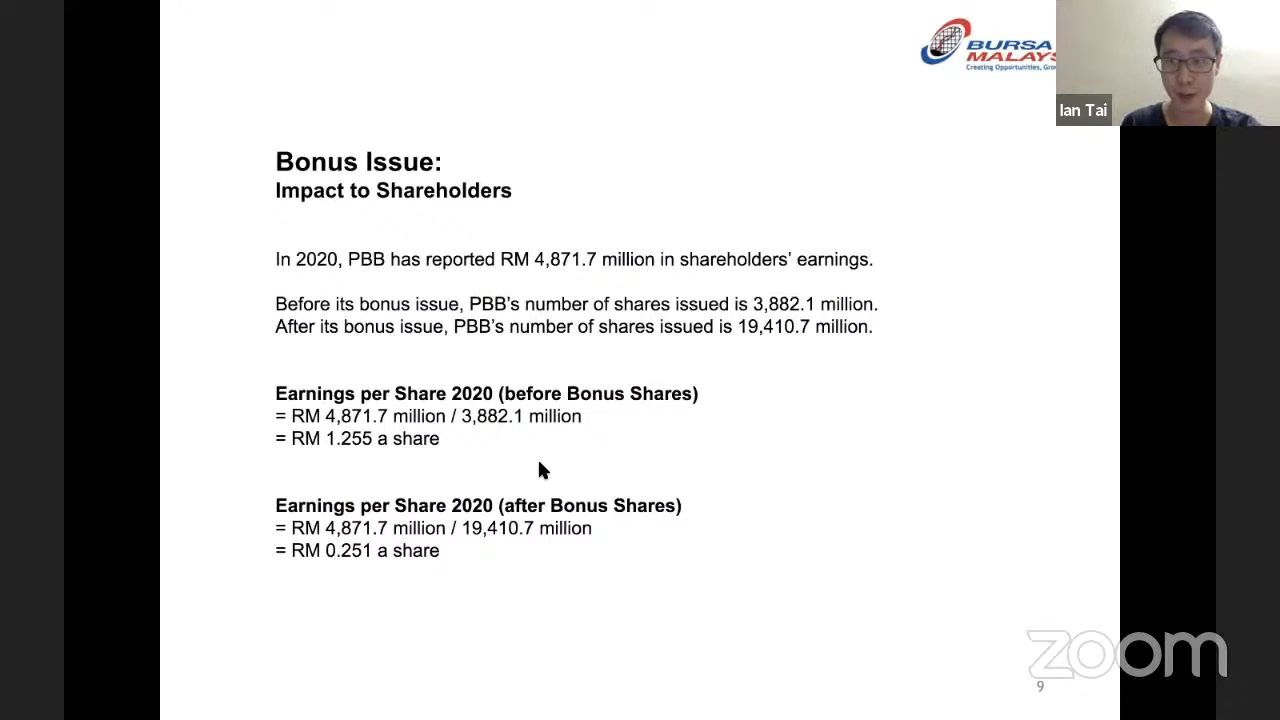 BURSA
MALAYS
Creating Opportunities, Gro
Ian Tai
Bonus Issue:
Impact to Shareholders
In 2020, PBB has reported RM 4,871.7 million in shareholders’ earnings.
Before its bonus issue, PBB’s number of shares issued is 3,882.1 million.
After its bonus issue, PBB’s number of shares issued is 19,410.7 million.
Earnings per Share 2020 (before Bonus Shares)
= RM 4,871.7 million / 3,882.1 million
= RM 1.255 a share
Earnings per Share 2020 (after Bonus Shares)
= RM 4,871.7 million / 19,410.7 million
= RM 0.251 a share
zoom
9